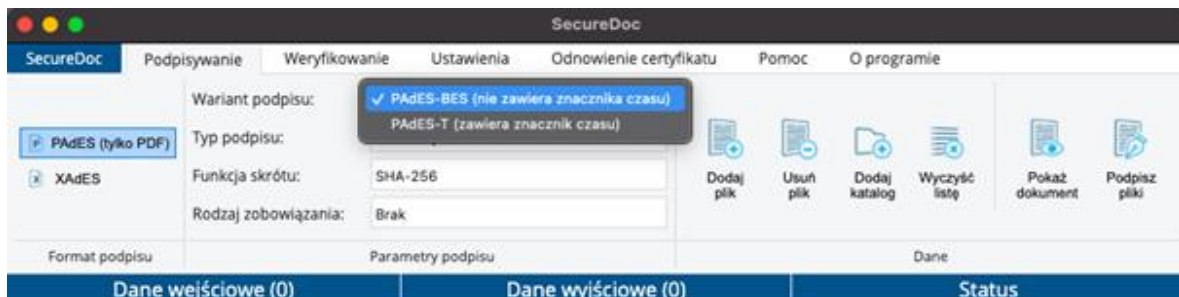 SecureDoc
SecureDoc Podpisywanie Weryfikowanie Ustawienia Odnowienie certyfikatu Pomoc O programie
Wariant podpisu: ✓ PAdES-BES (nie zawiera znacznika czasu)
PAdES-T (zawiera znacznik czasu)
PAdES (tylko PDF) Typ podpisu:
XAdES Funkcja skrótu: SHA-256
Rodzaj zobowiązania: Brak
Dodaj plik
Usuń plik
Dodaj katalog
Wyczyść listę
Pokaż dokument
Podpisz pliki
Format podpisu Parametry podpisu Dane
Dane wejściowe (0) Dane wyjściowe (0) Status